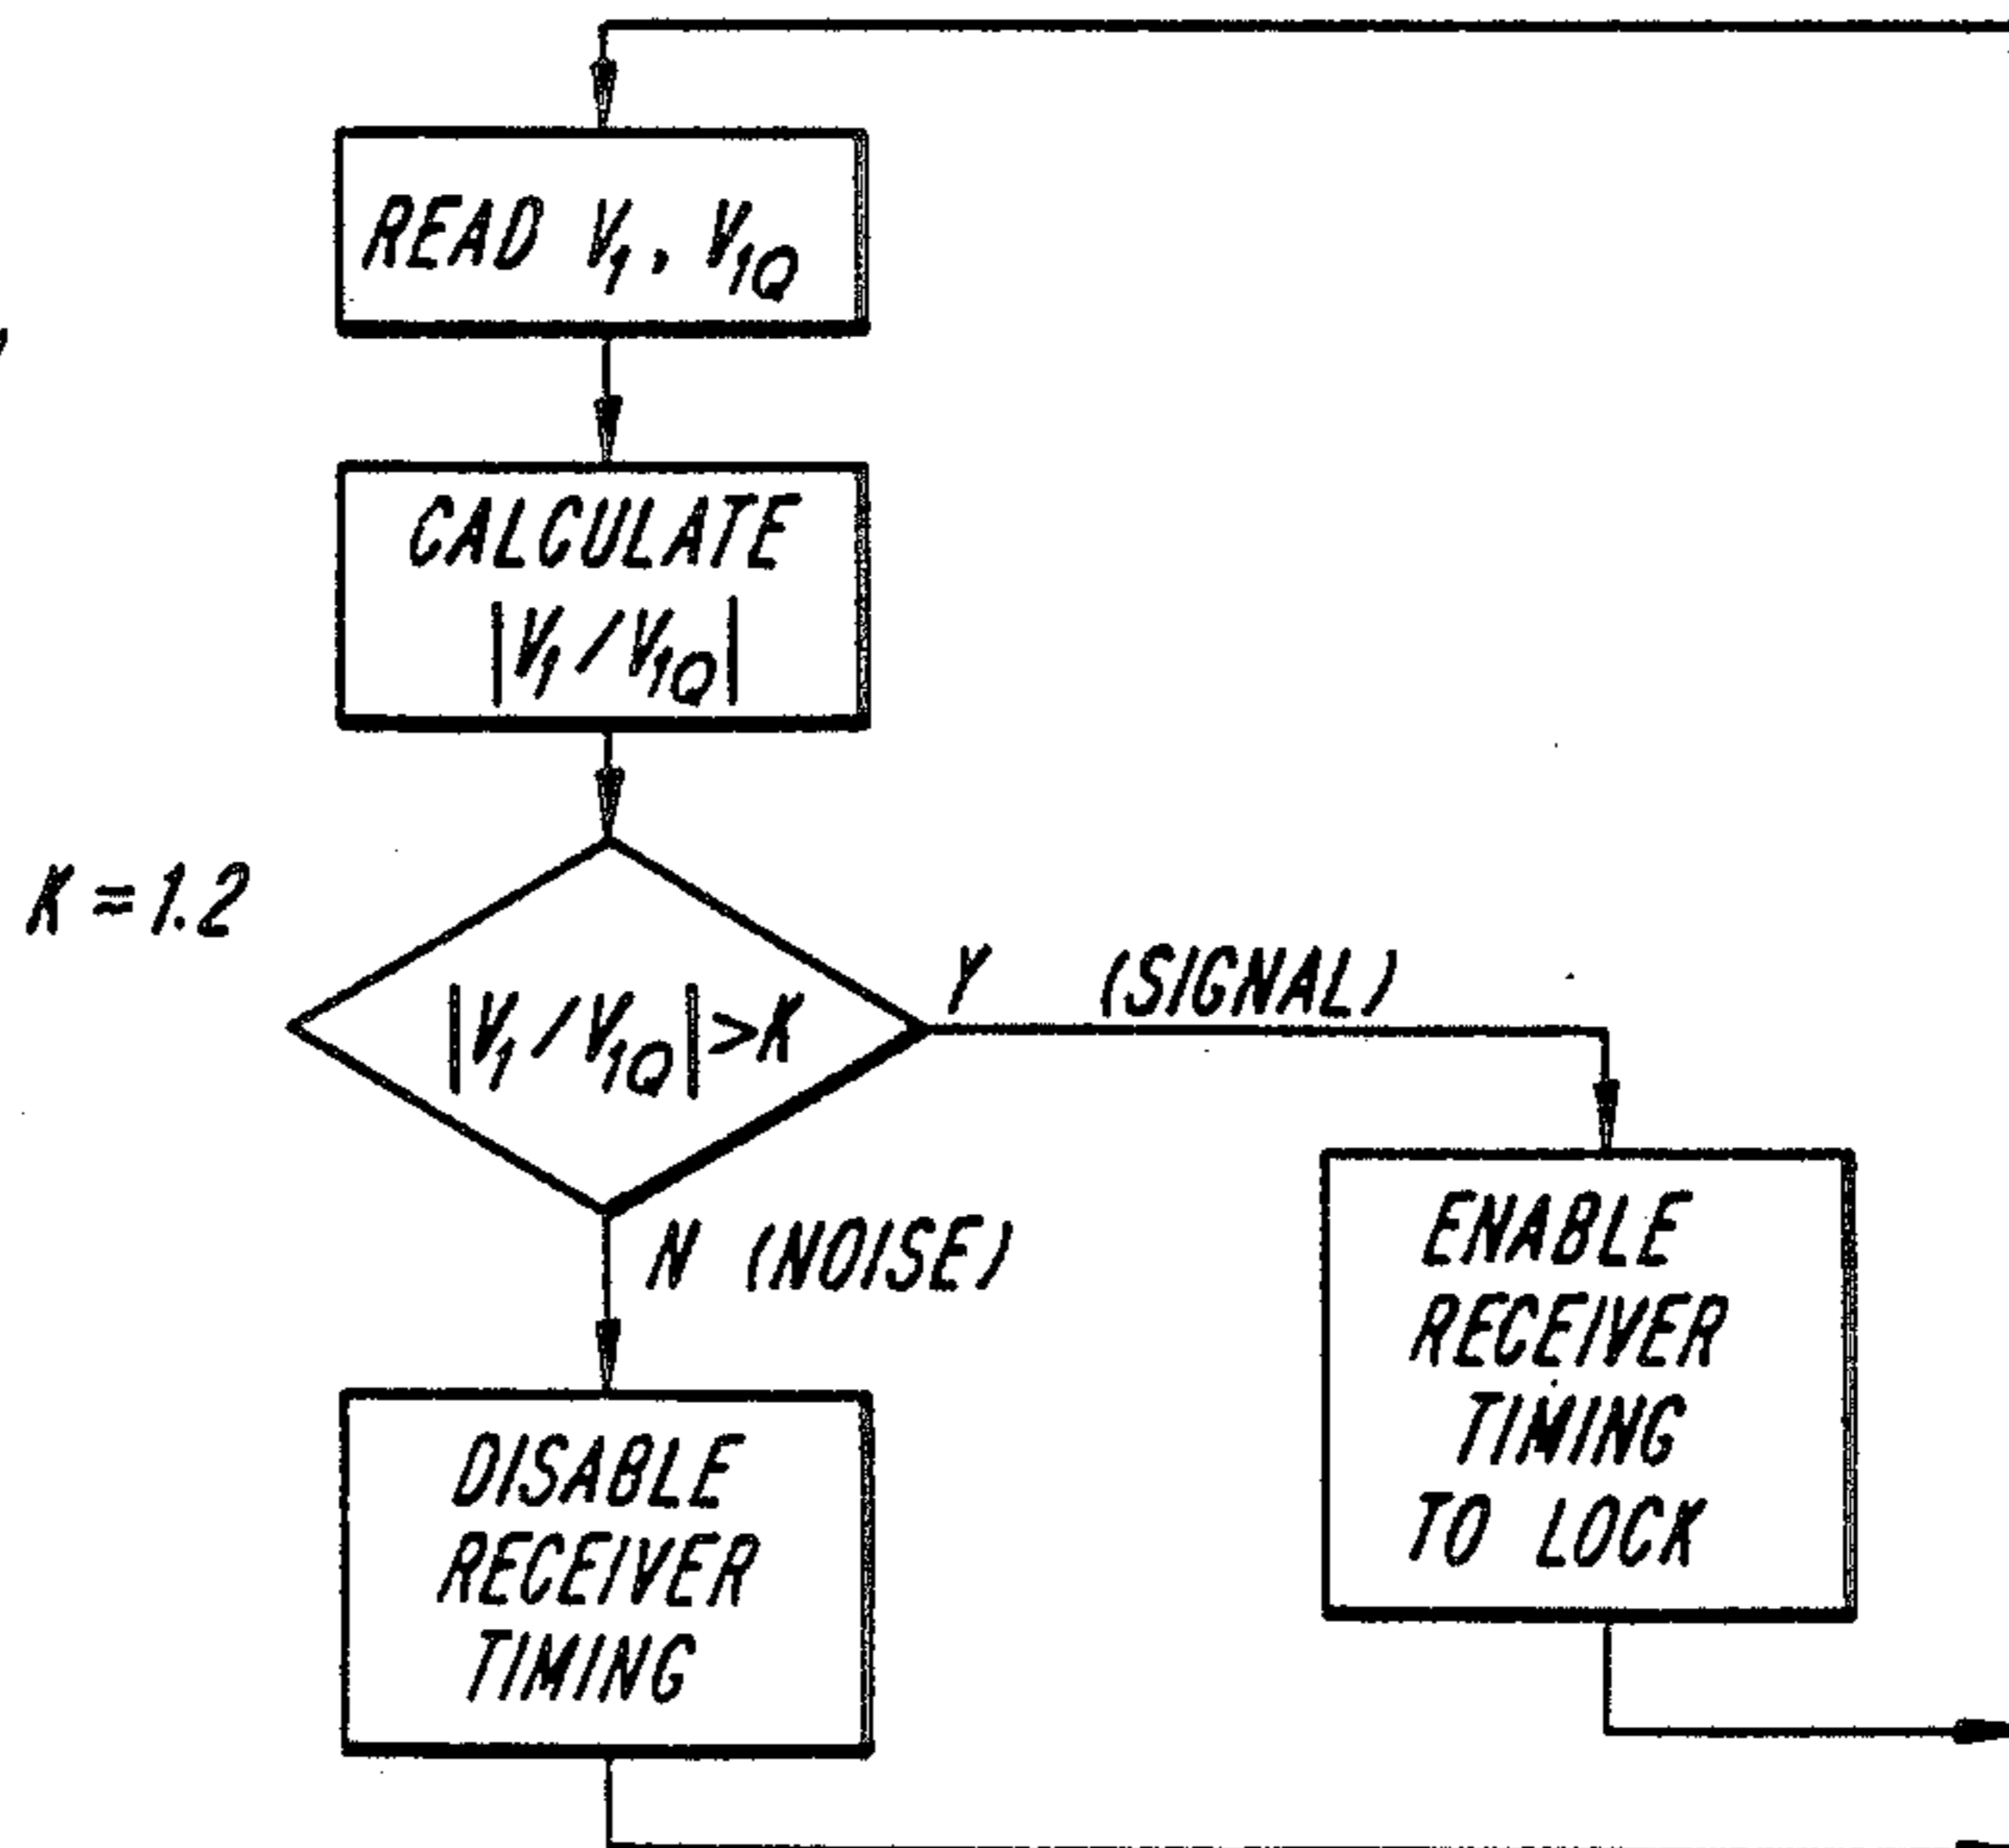 READ V₁, V₁Q
CALCULATE
|V₁/V₁Q|
K≈1.2
|V₁/V₁Q|>K
Y (SIGNAL)
N (NOISE)
ENABLE
RECEIVER
TIMING
TO LOCK
DISABLE
RECEIVER
TIMING